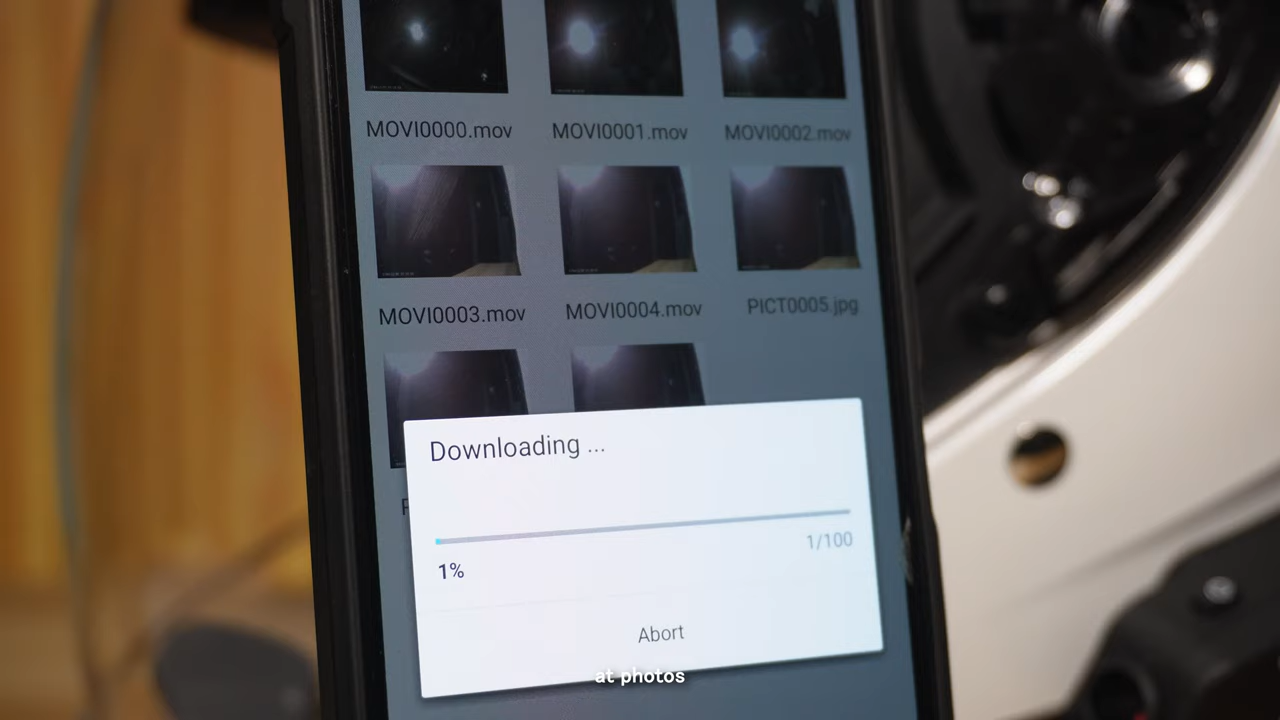 MOVI0000.mov
MOVI0001.mov
MOVI0002.mov
MOVI0003.mov
MOVI0004.mov
PICT0005.jpg
Downloading ...
1/100
1%
Abort
at photos